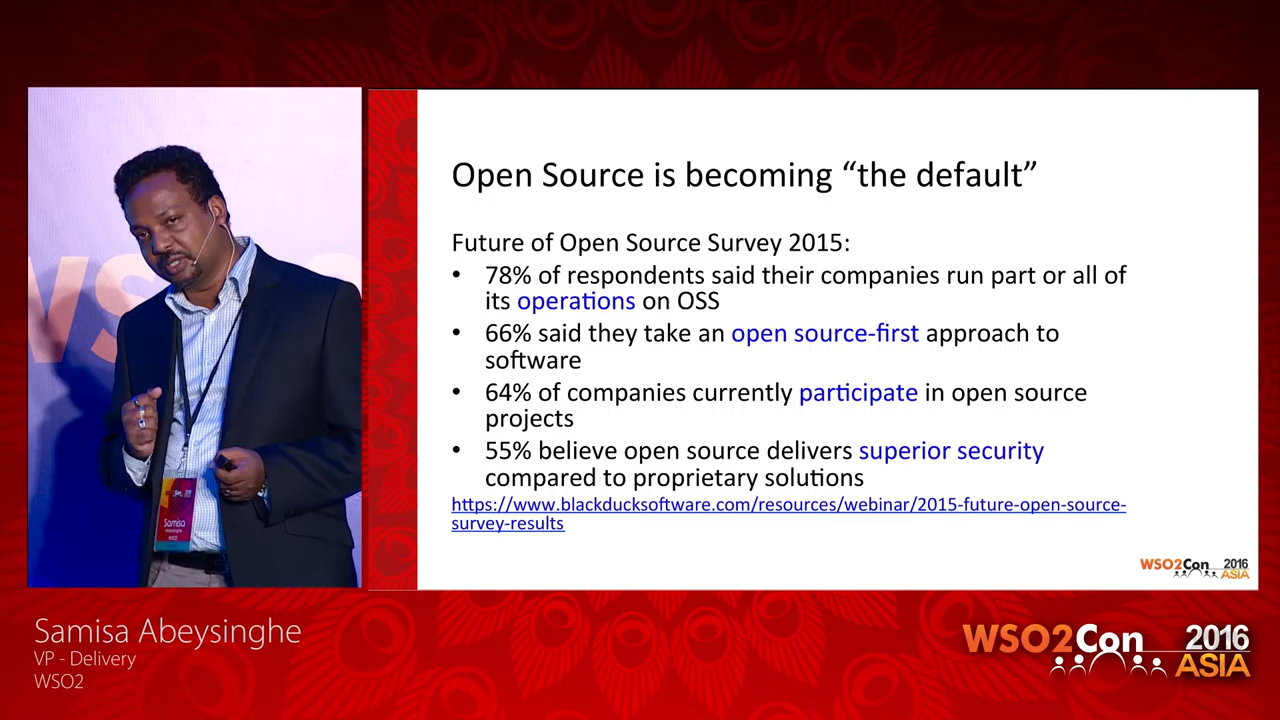 WSO2
Samisa
Open Source is becoming “the default”
Future of Open Source Survey 2015:
• 78% of respondents said their companies run part or all of
its operations on OSS
• 66% said they take an open source-first approach to
software
• 64% of companies currently participate in open source
projects
• 55% believe open source delivers superior security
compared to proprietary solutions
https://www.blackducksoftware.com/resources/webinar/2015-future-open-source-
survey-results
WSO2Con 2016
ASIA
Samisa Abeysinghe
VP - Delivery
WSO2
WSO2Con 2016
ASIA